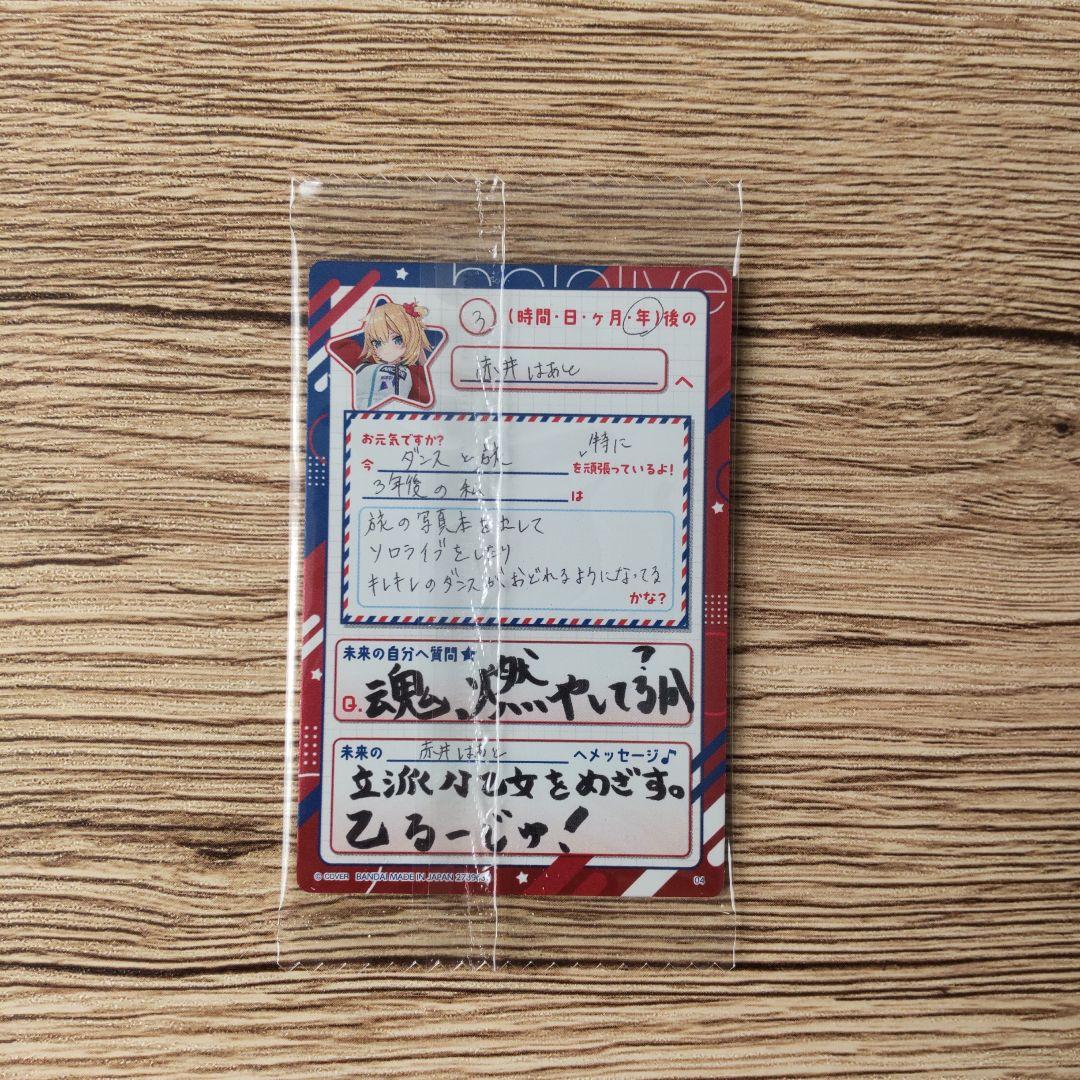 hololive
3 (時間・日・ヶ月・年)後の
赤井はあと へ
お元気ですか?
特に
今 ダンスと旅 を頑張っているよ!
3年後の私 は
旅の写真本を出して
ソロライブをしたり
キレキレのダンスがおどれるようになってる
かな?
未来の自分へ質問★
Q.魂、燃やしてるか?
未来の 赤井はあと へメッセージ♪
立派な乙女をめざす。
乙るーじゅ!
© COVER BANDAI MADE IN JAPAN
04